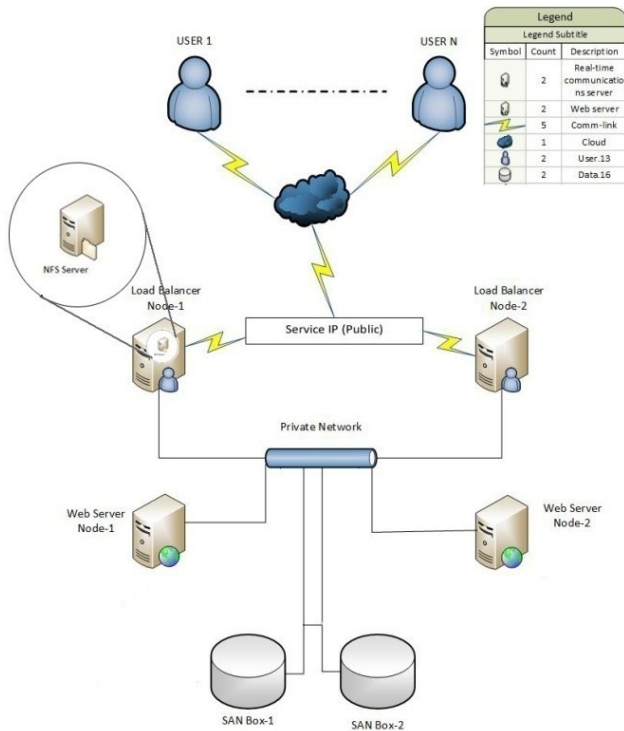 USER 1
USER N
Legend
Legend Subtitle
Symbol Count Description
2 Real-time
communicatio
ns server
2 Web server
5 Comm-link
1 Cloud
2 User.13
2 Data.16
NFS Server
Load Balancer
Node-1
Load Balancer
Node-2
Service IP (Public)
Private Network
Web Server
Node-1
Web Server
Node-2
SAN Box-1
SAN Box-2